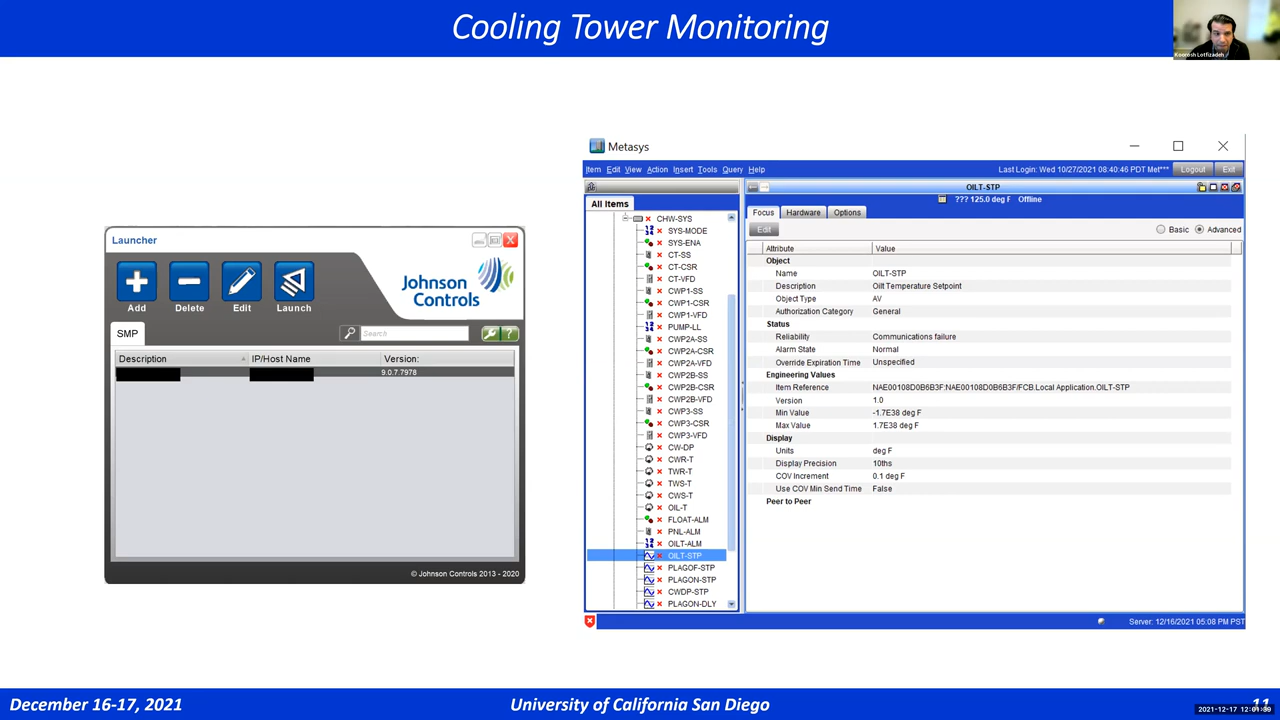 Cooling Tower Monitoring
Koorosh Lotfizadeh
Launcher
Add
Delete
Edit
Launch
Johnson
Controls
SMP
Search
Description
IP/Host Name
Version:
9.0.7.7978
© Johnson Controls 2013 - 2020
Metasys
Item Edit View Action Insert Tools Query Help
Last Login: Wed 10/27/2021 08:40:46 PDT Met***
Logout
Exit
All Items
CHW-SYS
SYS-MODE
SYS-ENA
CT-SS
CT-CSR
CT-VFD
CWP1-SS
CWP1-CSR
CWP1-VFD
PUMP-LL
CWP2A-SS
CWP2A-CSR
CWP2A-VFD
CWP2B-SS
CWP2B-CSR
CWP2B-VFD
CWP3-SS
CWP3-CSR
CWP3-VFD
CW-DP
CWR-T
TWR-T
TWS-T
CWS-T
OIL-T
FLOAT-ALM
PNL-ALM
OILT-ALM
OILT-STP
PLAGOF-STP
PLAGON-STP
CWDP-STP
PLAGON-DLY
OILT-STP
??? 125.0 deg F Offline
Focus
Hardware
Options
Edit
Basic
Advanced
Attribute Value
Object
Name OILT-STP
Description Oilt Temperature Setpoint
Object Type AV
Authorization Category General
Status
Reliability Communications failure
Alarm State Normal
Override Expiration Time Unspecified
Engineering Values
Item Reference NAE00108D0B6B3F:NAE00108D0B6B3F/FCB.Local Application.OILT-STP
Version 1.0
Min Value -1.7E38 deg F
Max Value 1.7E38 deg F
Display
Units deg F
Display Precision 10ths
COV Increment 0.1 deg F
Use COV Min Send Time False
Peer to Peer
Server: 12/16/2021 05:08 PM PST
December 16-17, 2021
University of California San Diego
11